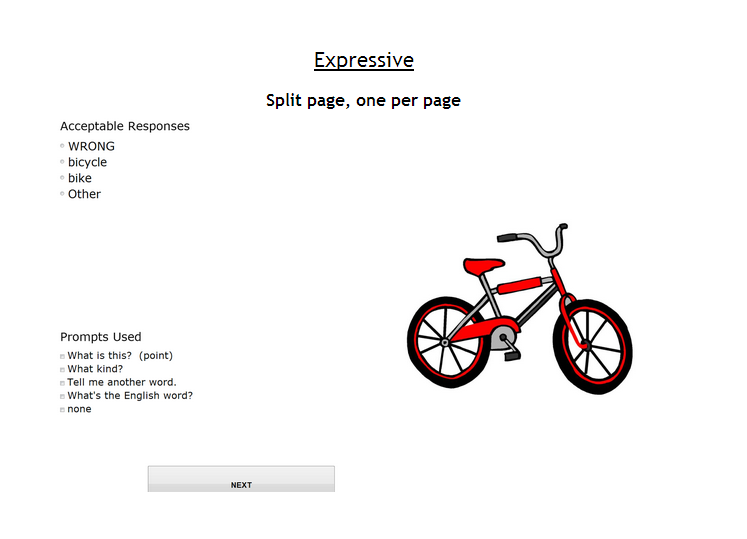 Expressive
Split page, one per page
Acceptable Responses
WRONG
bicycle
bike
Other
Prompts Used
What is this?  (point)
What kind?
Tell me another word.
What's the English word?
none
NEXT